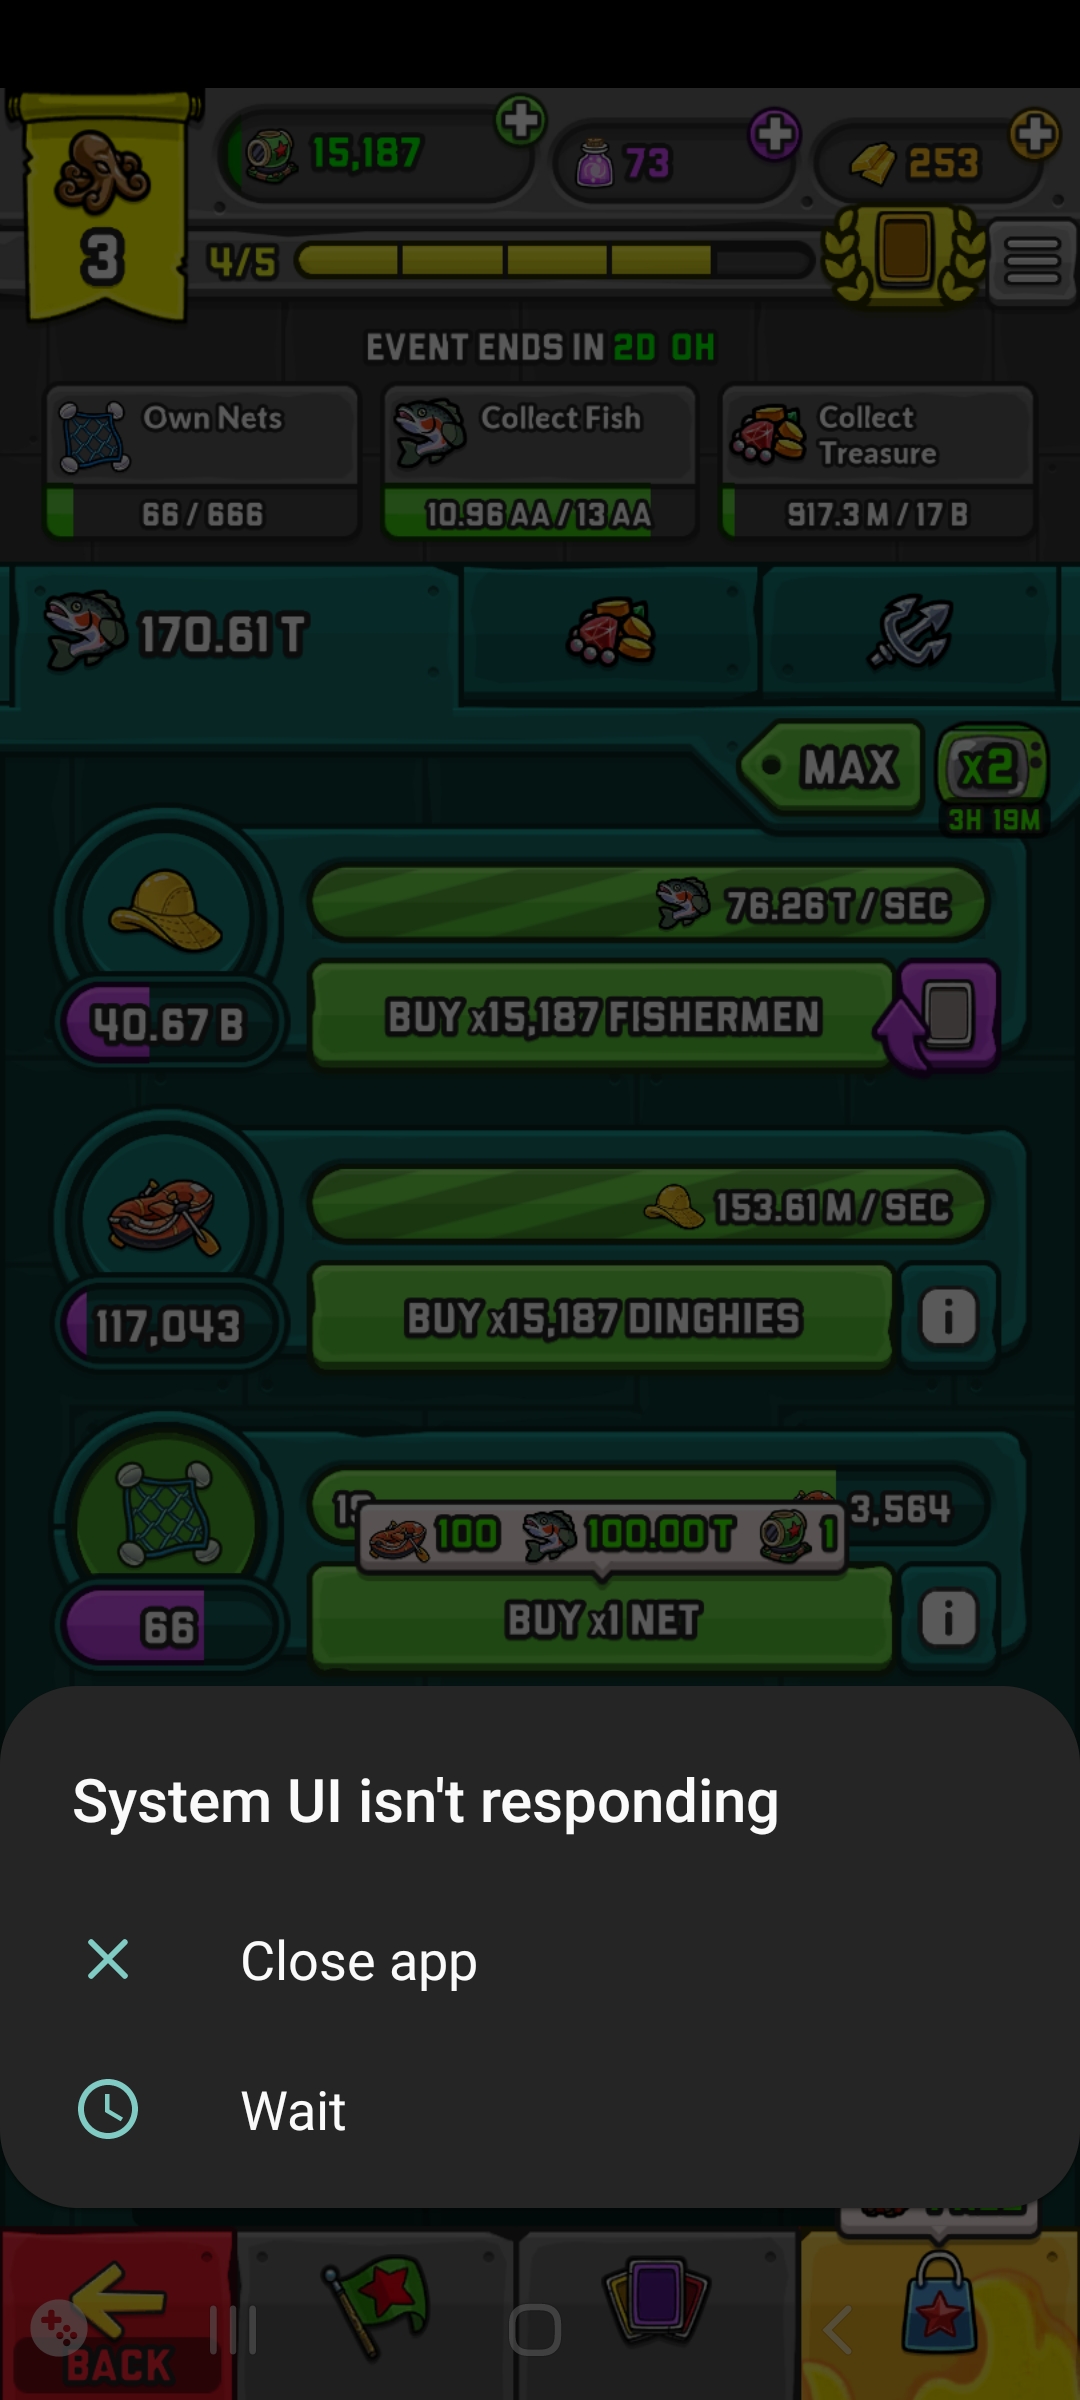 15,187
73
253
3
4/5
EVENT ENDS IN 2D 0H
Own Nets
66 / 666
Collect Fish
10.96 AA / 13 AA
Collect
Treasure
917.3 M / 17 B
170.61 T
MAX
x2
3H 19M
76.26 T / SEC
40.67 B
BUY x15,187 FISHERMEN
153.61 M / SEC
117,043
BUY x15,187 DINGHIES
i
3,564
100 100.00 T 1
66
BUY x1 NET
i
System UI isn't responding
Close app
Wait
BACK